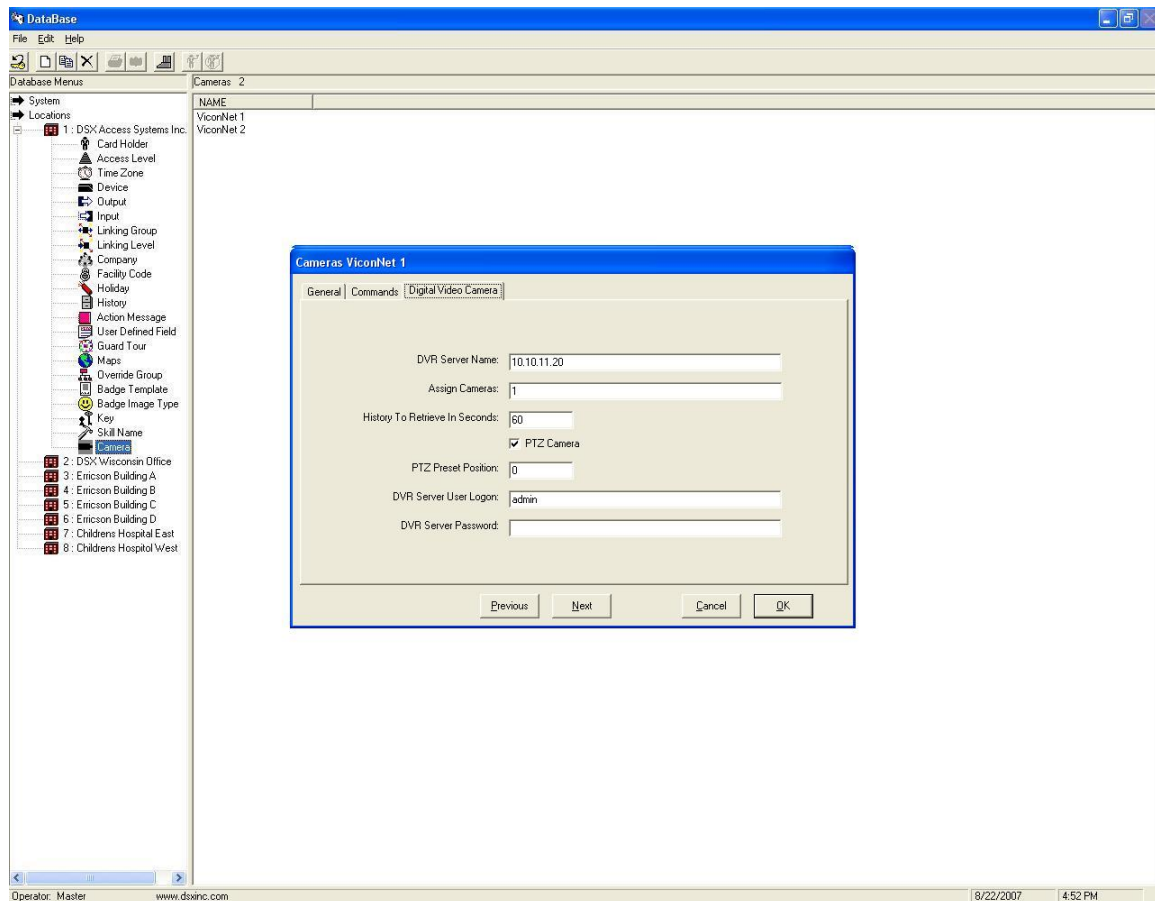 DataBase
File Edit Help
Database Menus
Cameras 2
System
Locations
1 : DSX Access Systems Inc.
Card Holder
Access Level
Time Zone
Device
Output
Input
Linking Group
Linking Level
Company
Facility Code
Holiday
History
Action Message
User Defined Field
Guard Tour
Maps
Override Group
Badge Template
Badge Image Type
Key
Skill Name
Camera
2 : DSX Wisconsin Office
3 : Erricson Building A
4 : Erricson Building B
5 : Erricson Building C
6 : Erricson Building D
7 : Childrens Hospital East
8 : Childrens Hospitol West
NAME
ViconNet 1
ViconNet 2
Cameras ViconNet 1
General Commands Digital Video Camera
DVR Server Name: 10.10.11.20
Assign Cameras: 1
History To Retrieve In Seconds: 60
PTZ Camera
PTZ Preset Position: 0
DVR Server User Logon: admin
DVR Server Password:
Previous Next Cancel OK
Operator: Master www.dsxinc.com 8/22/2007 4:52 PM